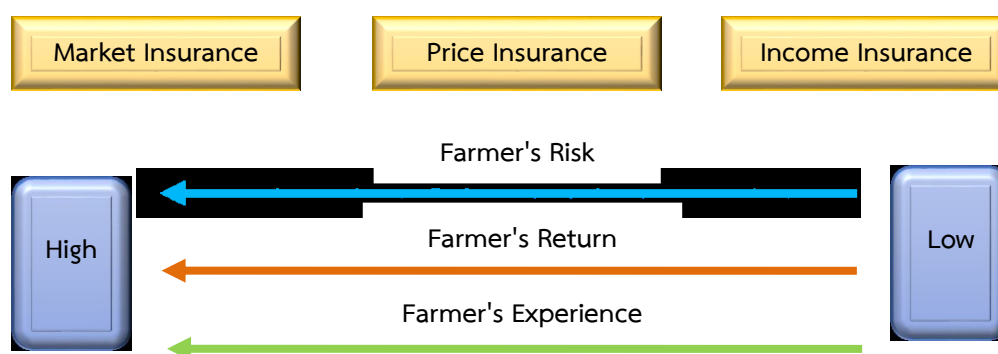 Market Insurance
Price Insurance
Income Insurance
Farmer's Risk
High
Low
Farmer's Return
Farmer's Experience